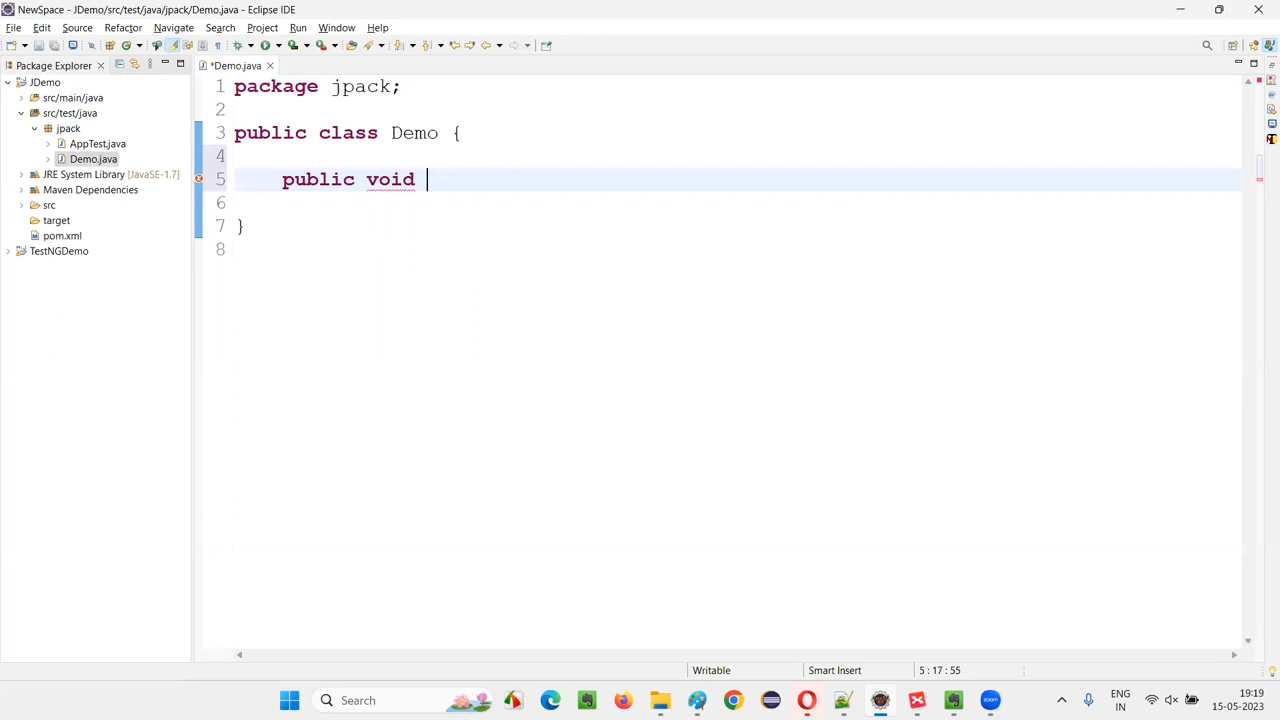 NewSpace - JDemo/src/test/java/jpack/Demo.java - Eclipse IDE
File Edit Source Refactor Navigate Search Project Run Window Help
Package Explorer
*Demo.java
JDemo
src/main/java
src/test/java
jpack
AppTest.java
Demo.java
JRE System Library [JavaSE-1.7]
Maven Dependencies
src
target
pom.xml
TestNGDemo
1 package jpack;
2
3 public class Demo {
4
5 public void
6
7 }
8
Writable Smart Insert 5 : 17 : 55
Search
ENG
IN
19:19
15-05-2023